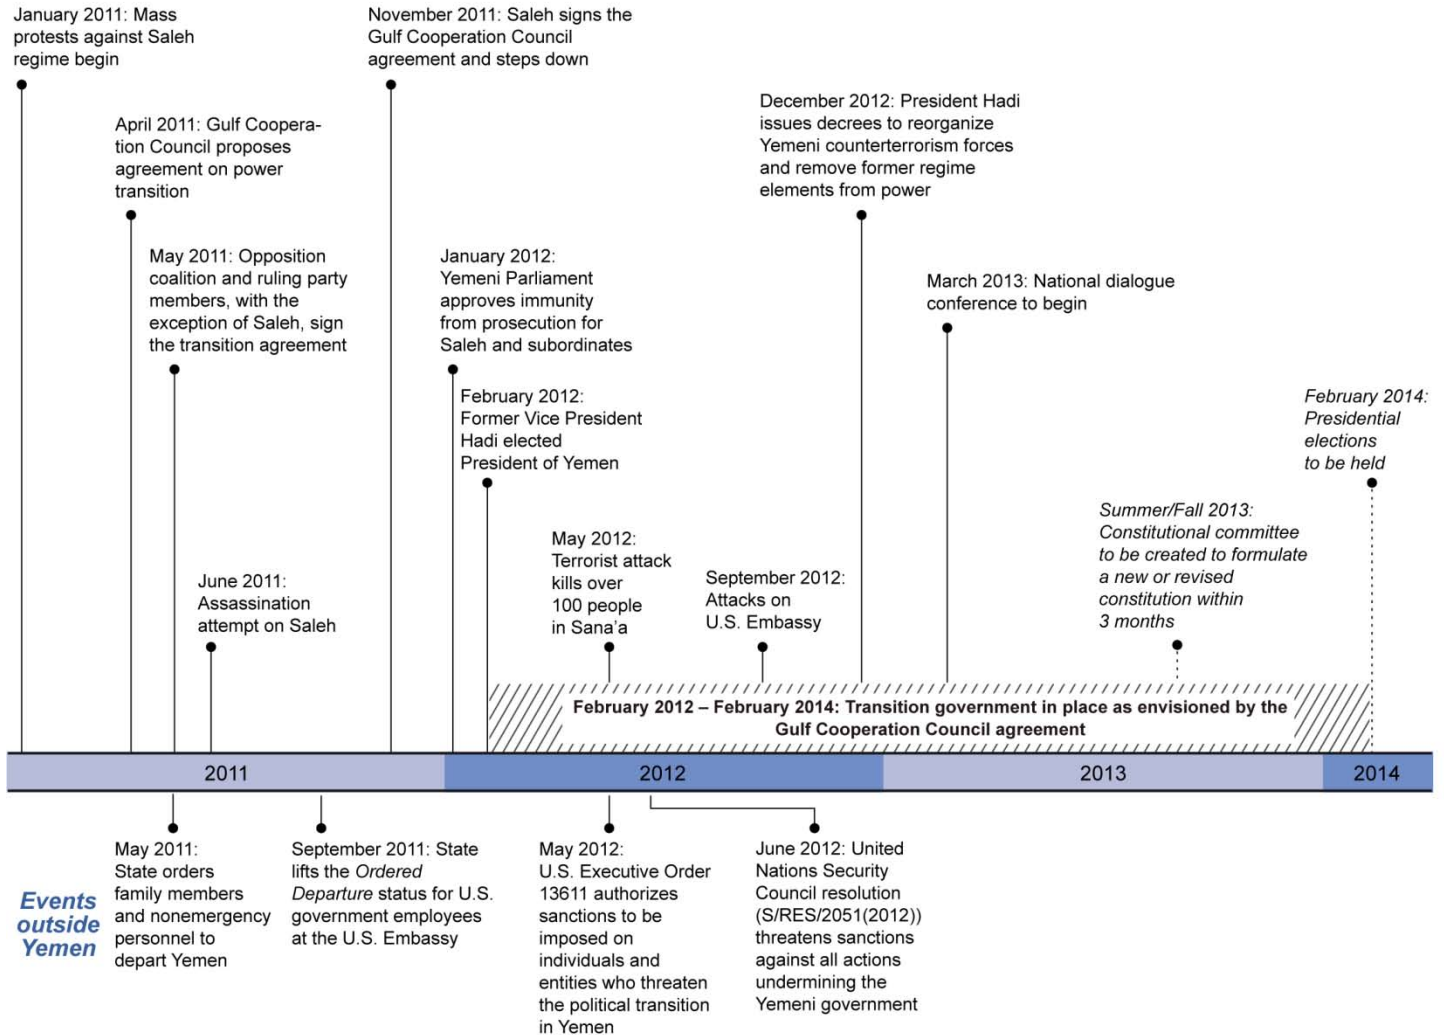 January 2011: Mass
protests against Saleh
regime begin
November 2011: Saleh signs the
Gulf Cooperation Council
agreement and steps down
April 2011: Gulf Coopera-
tion Council proposes
agreement on power
transition
December 2012: President Hadi
issues decrees to reorganize
Yemeni counterterrorism forces
and remove former regime
elements from power
May 2011: Opposition
coalition and ruling party
members, with the
exception of Saleh, sign
the transition agreement
January 2012:
Yemeni Parliament
approves immunity
from prosecution for
Saleh and subordinates
March 2013: National dialogue
conference to begin
February 2012:
Former Vice President
Hadi elected
President of Yemen
February 2014:
Presidential
elections
to be held
June 2011:
Assassination
attempt on Saleh
May 2012:
Terrorist attack
kills over
100 people
in Sana’a
September 2012:
Attacks on
U.S. Embassy
Summer/Fall 2013:
Constitutional committee
to be created to formulate
a new or revised
constitution within
3 months
February 2012 – February 2014: Transition government in place as envisioned by the
Gulf Cooperation Council agreement
2011
2012
2013
2014
Events
outside
Yemen
May 2011:
State orders
family members
and nonemergency
personnel to
depart Yemen
September 2011: State
lifts the Ordered
Departure status for U.S.
government employees
at the U.S. Embassy
May 2012:
U.S. Executive Order
13611 authorizes
sanctions to be
imposed on
individuals and
entities who threaten
the political transition
in Yemen
June 2012: United
Nations Security
Council resolution
(S/RES/2051(2012))
threatens sanctions
against all actions
undermining the
Yemeni government